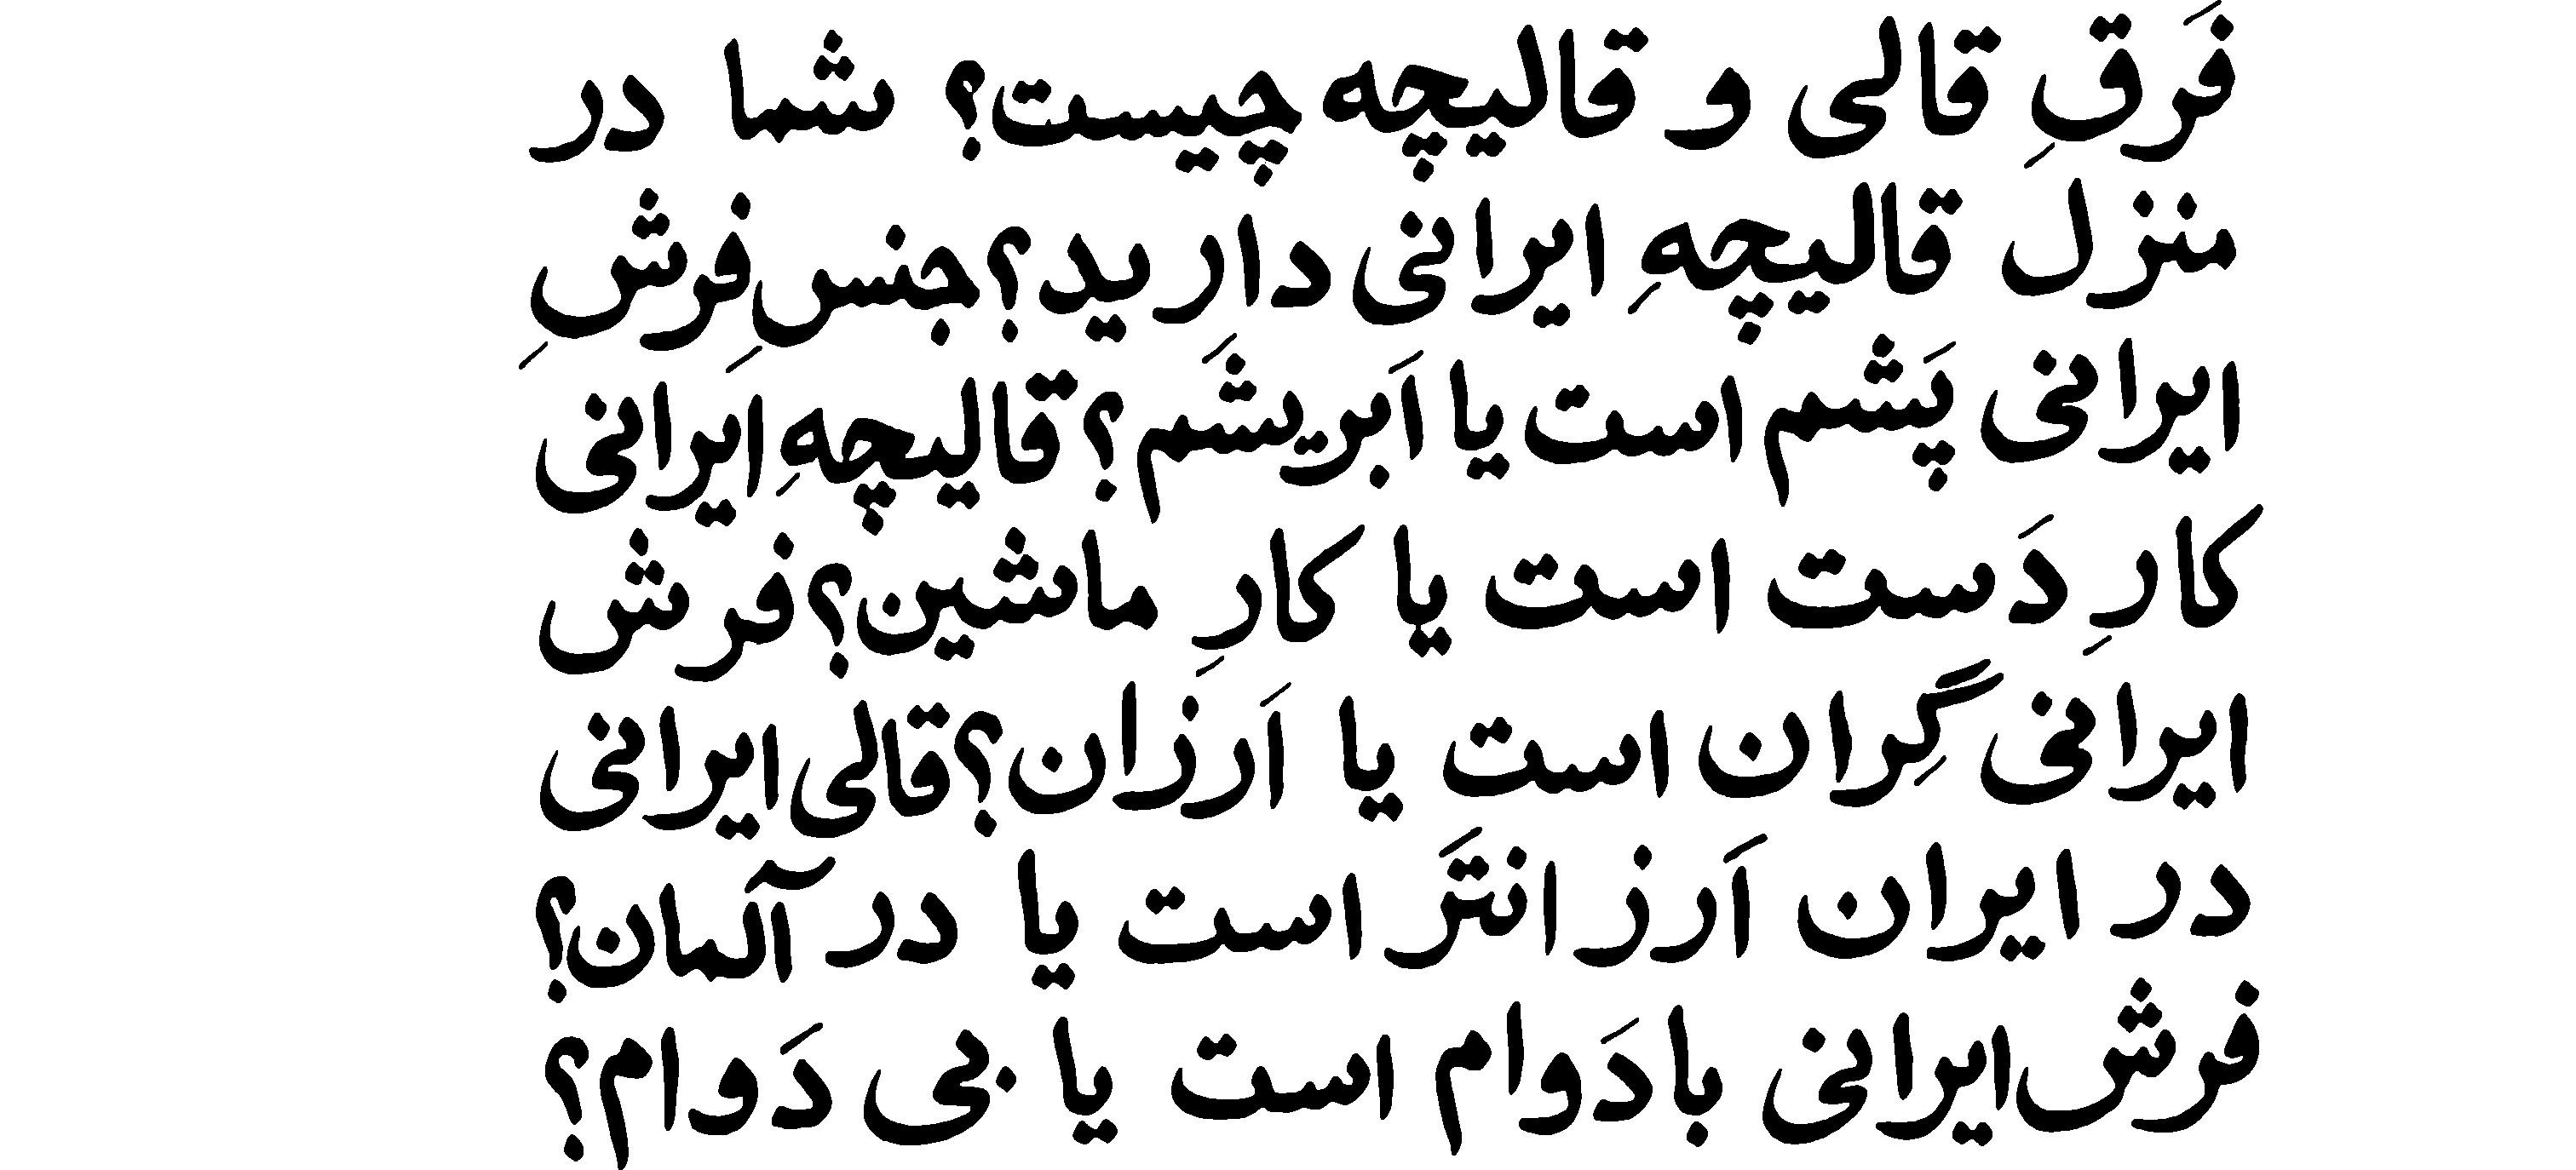 فَرَقِ قالی و قالیچه چیست؟ شما در
منزل قالیچهِ ایرانی دارید؟ جنسِ فرشِ
ایرانی پَشم است یا اَبریشَم؟ قالیچهِ ایرانی
کارِ دَست است یا کارِ ماشین؟ فرش
ایرانی گِران است یا اَرزان؟ قالی ایرانی
در ایران اَرزانتَر است یا در آلمان؟
فرش ایرانی بادَوام است یا بی دَوام؟